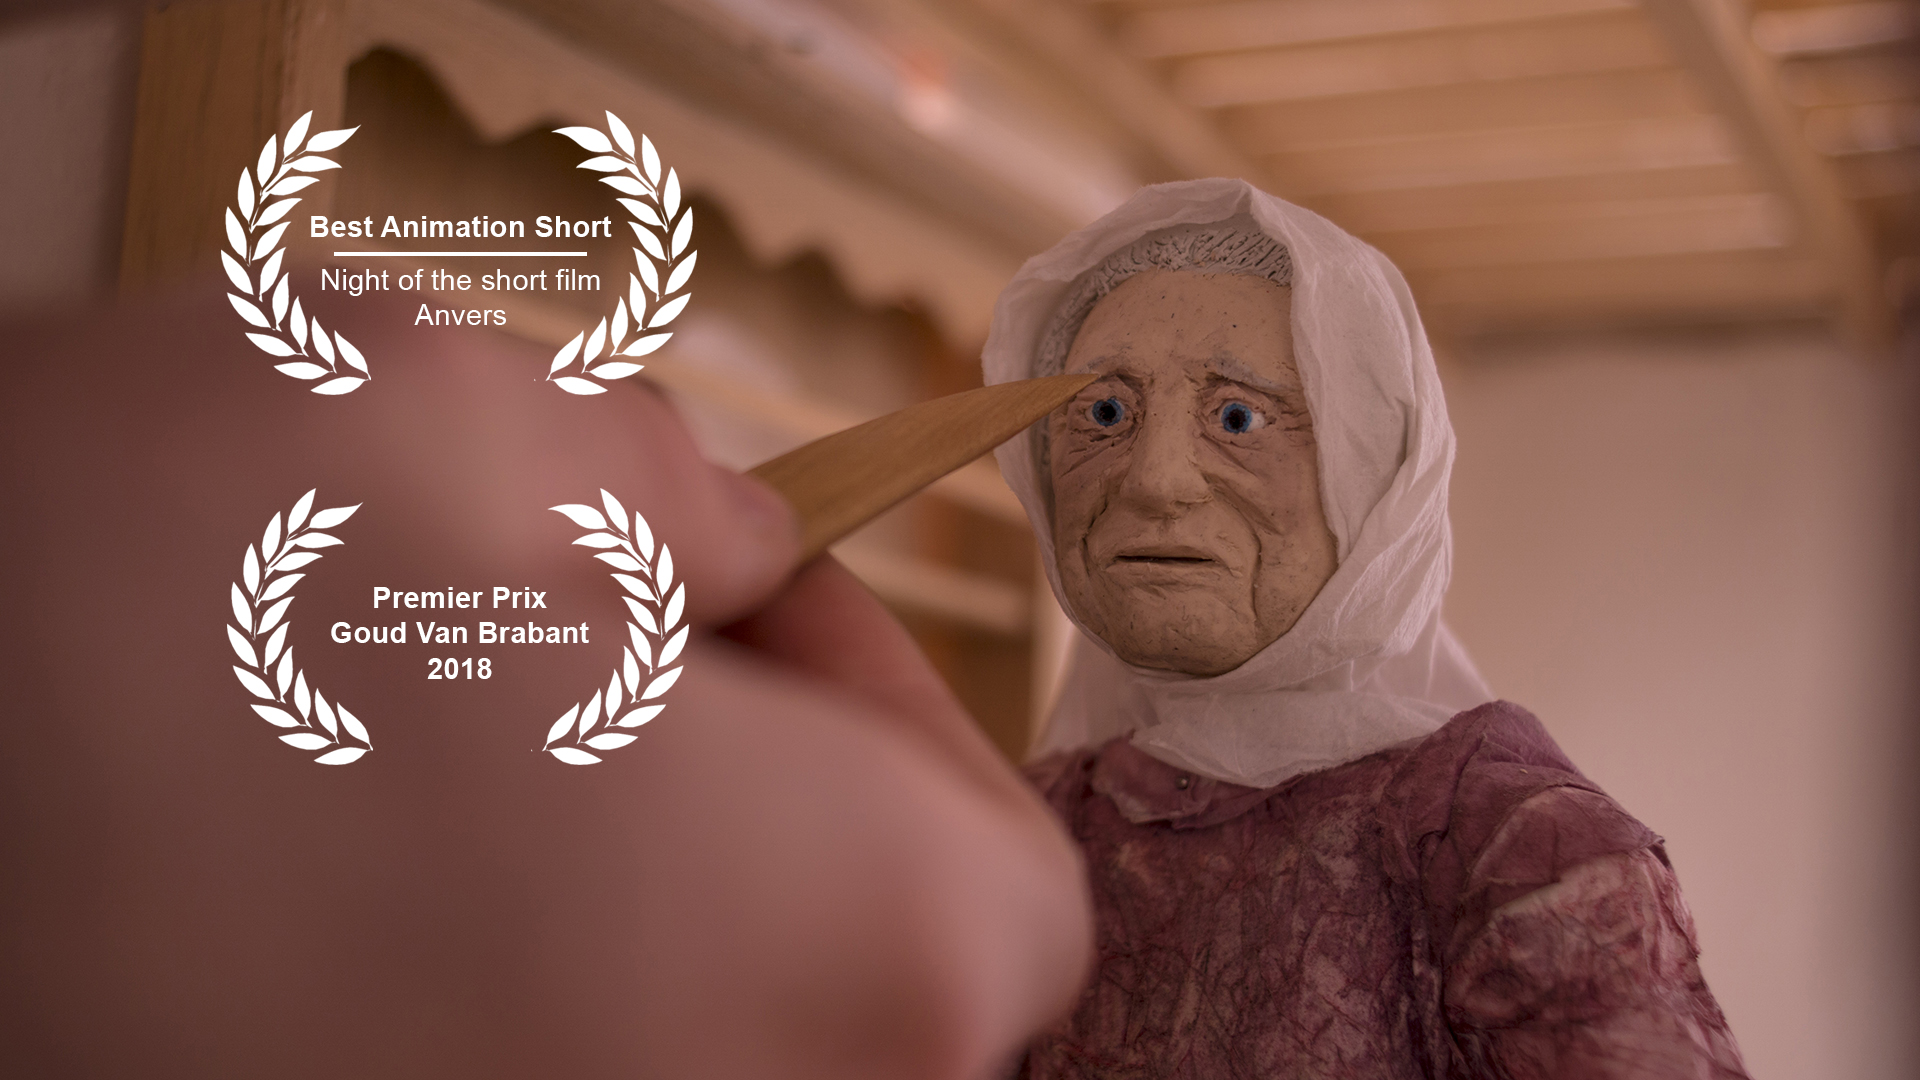 Best Animation Short
Night of the short film
Anvers
Premier Prix
Goud Van Brabant
2018